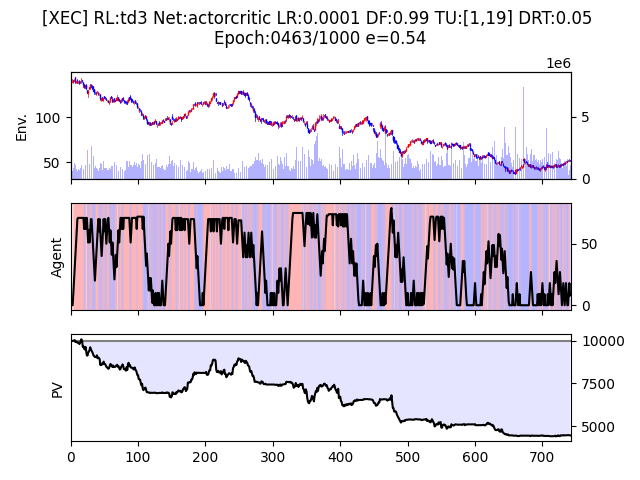 [XEC] RL:td3 Net:actorcritic LR:0.0001 DF:0.99 TU:[1,19] DRT:0.05
Epoch:0463/1000 e=0.54
1e6
Env.
100
50
5
0
Agent
50
0
PV
10000
7500
5000
0 100 200 300 400 500 600 700